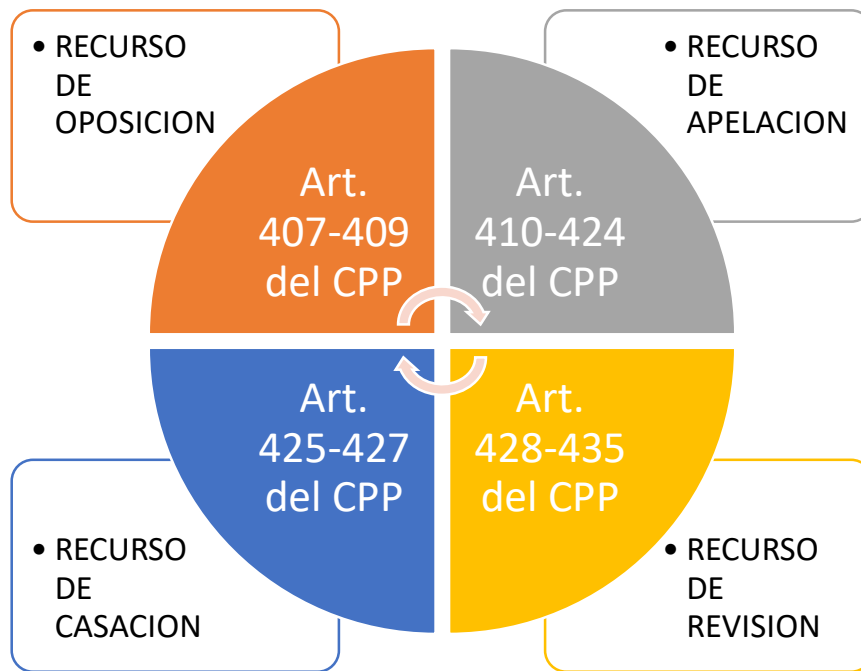 • RECURSO
DE
OPOSICION
• RECURSO
DE
APELACION
Art.
407-409
del CPP
Art.
410-424
del CPP
Art.
425-427
del CPP
Art.
428-435
del CPP
• RECURSO
DE
CASACION
• RECURSO
DE
REVISION